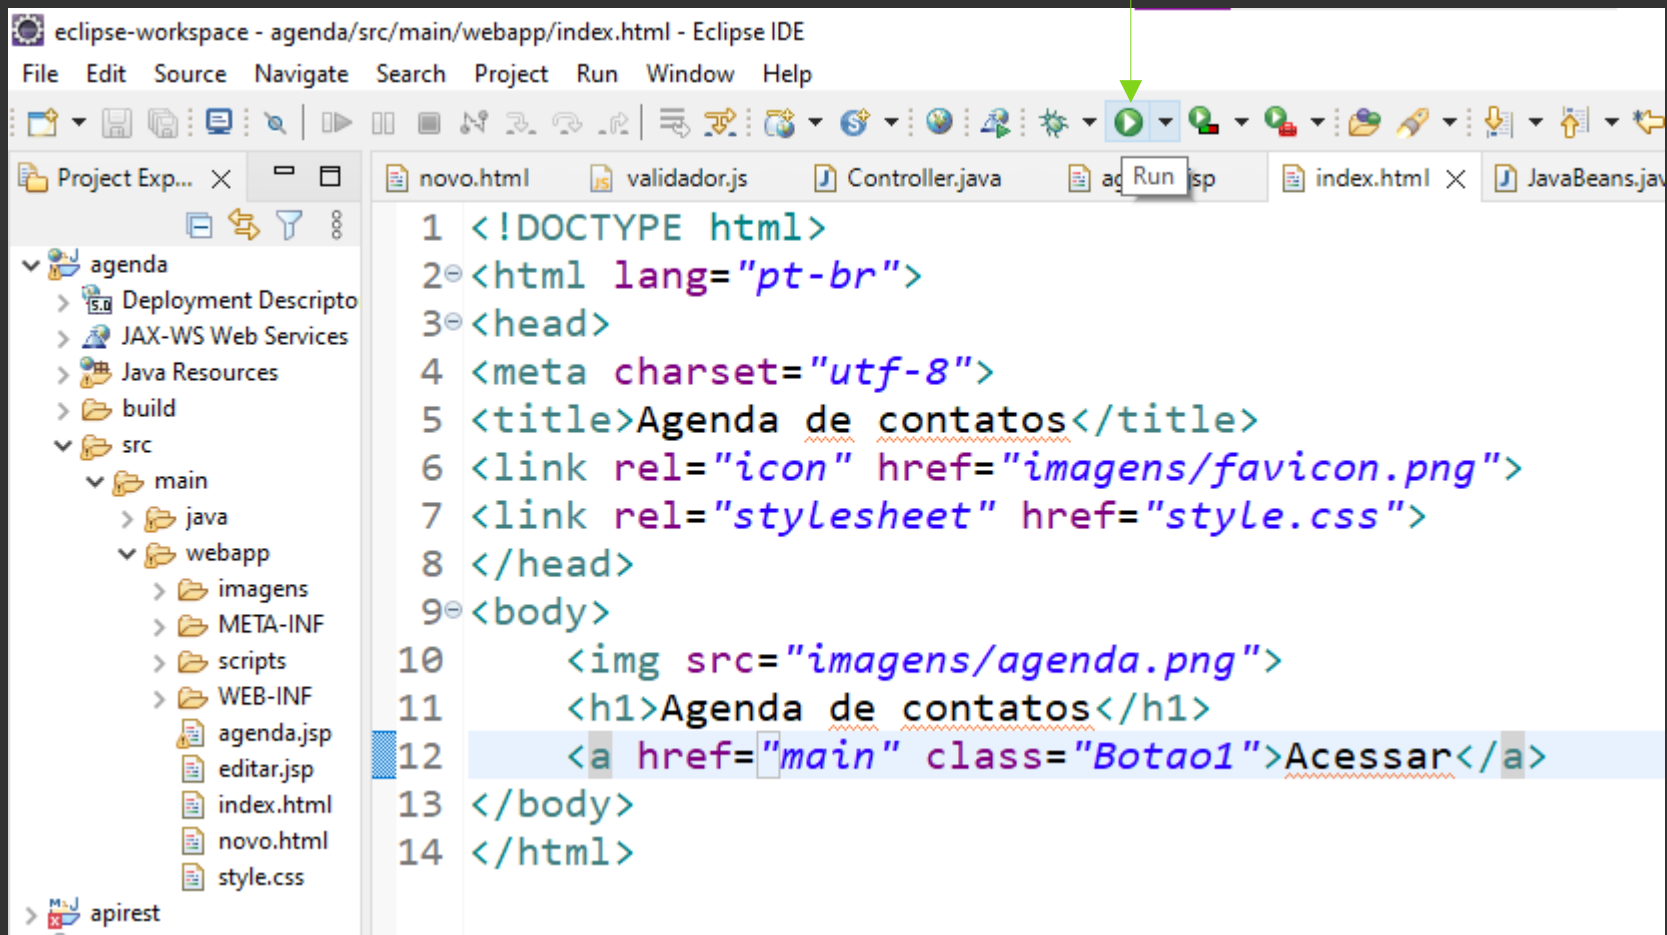 eclipse-workspace - agenda/src/main/webapp/index.html - Eclipse IDE
File Edit Source Navigate Search Project Run Window Help
Project Exp...
novo.html validador.js Controller.java Run jsp index.html JavaBeans.jav
agenda
5.0 Deployment Descripto
JAX-WS Web Services
Java Resources
build
src
main
java
webapp
imagens
META-INF
scripts
WEB-INF
agenda.jsp
editar.jsp
index.html
novo.html
style.css
apirest
1 <!DOCTYPE html>
2 <html lang="pt-br">
3 <head>
4 <meta charset="utf-8">
5 <title>Agenda de contatos</title>
6 <link rel="icon" href="imagens/favicon.png">
7 <link rel="stylesheet" href="style.css">
8 </head>
9 <body>
10 <img src="imagens/agenda.png">
11 <h1>Agenda de contatos</h1>
12 <a href="main" class="Botao1">Acessar</a>
13 </body>
14 </html>